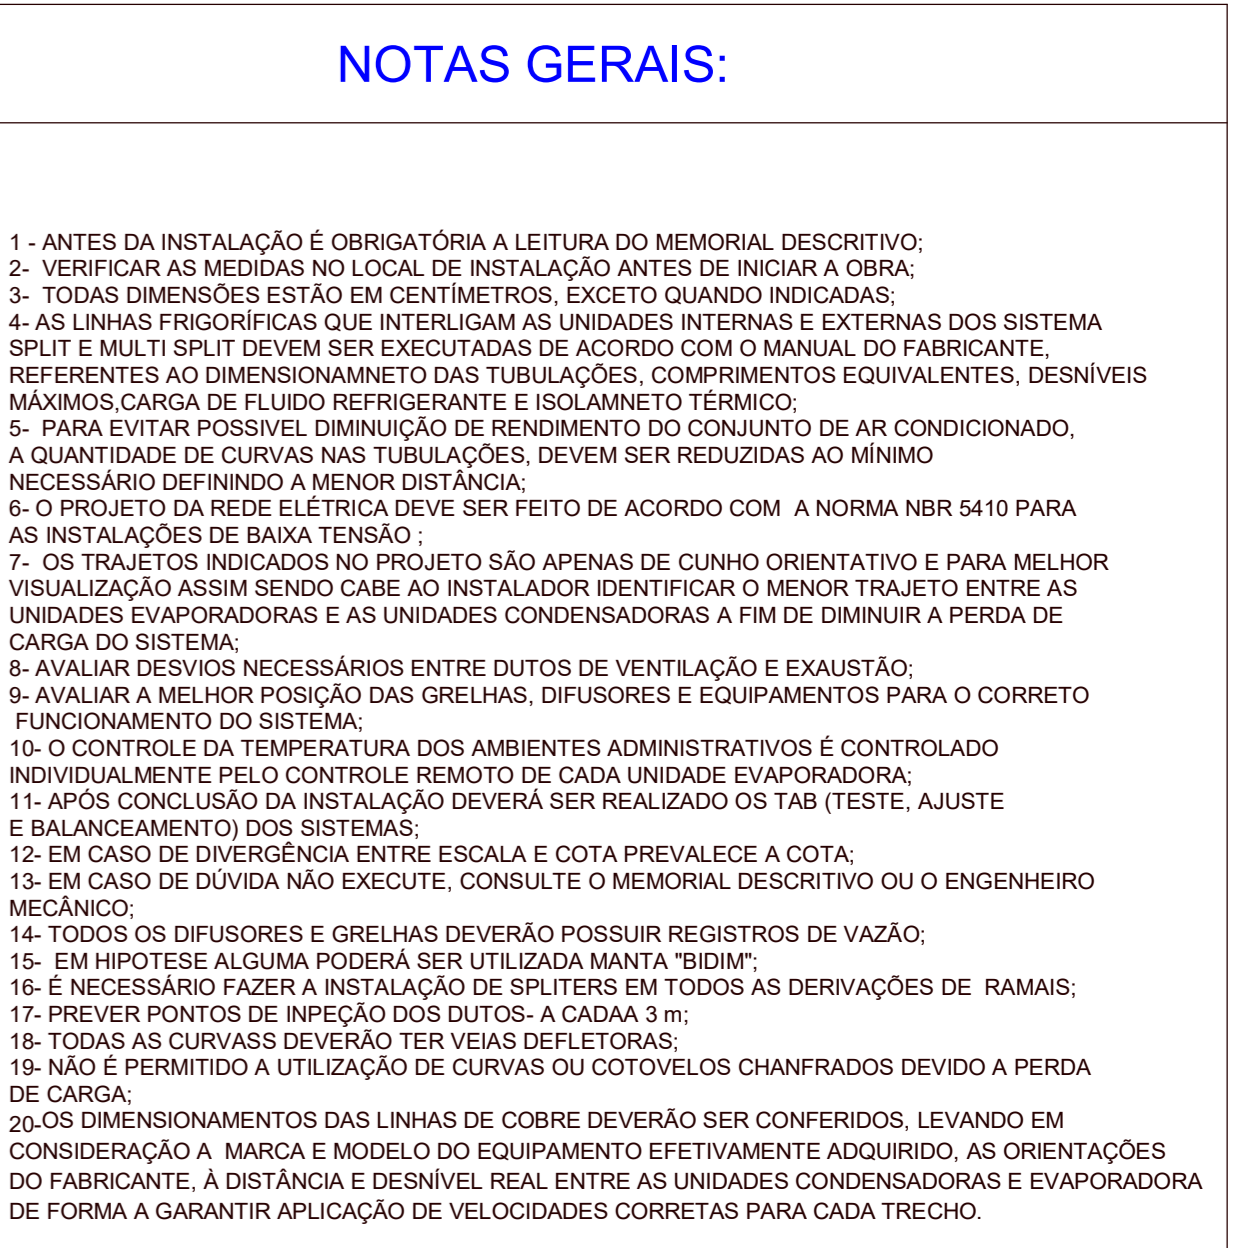 NOTAS GERAIS:
1 - ANTES DA INSTALAÇÃO É OBRIGATÓRIA A LEITURA DO MEMORIAL DESCRITIVO;
2- VERIFICAR AS MEDIDAS NO LOCAL DE INSTALAÇÃO ANTES DE INICIAR A OBRA;
3- TODAS DIMENSÕES ESTÃO EM CENTÍMETROS, EXCETO QUANDO INDICADAS;
4- AS LINHAS FRIGORÍFICAS QUE INTERLIGAM AS UNIDADES INTERNAS E EXTERNAS DOS SISTEMA
SPLIT E MULTI SPLIT DEVEM SER EXECUTADAS DE ACORDO COM O MANUAL DO FABRICANTE,
REFERENTES AO DIMENSIONAMNETO DAS TUBULAÇÕES, COMPRIMENTOS EQUIVALENTES, DESNÍVEIS
MÁXIMOS,CARGA DE FLUIDO REFRIGERANTE E ISOLAMNETO TÉRMICO;
5- PARA EVITAR POSSIVEL DIMINUIÇÃO DE RENDIMENTO DO CONJUNTO DE AR CONDICIONADO,
A QUANTIDADE DE CURVAS NAS TUBULAÇÕES, DEVEM SER REDUZIDAS AO MÍNIMO
NECESSÁRIO DEFININDO A MENOR DISTÂNCIA;
6- O PROJETO DA REDE ELÉTRICA DEVE SER FEITO DE ACORDO COM A NORMA NBR 5410 PARA
AS INSTALAÇÕES DE BAIXA TENSÃO ;
7- OS TRAJETOS INDICADOS NO PROJETO SÃO APENAS DE CUNHO ORIENTATIVO E PARA MELHOR
VISUALIZAÇÃO ASSIM SENDO CABE AO INSTALADOR IDENTIFICAR O MENOR TRAJETO ENTRE AS
UNIDADES EVAPORADORAS E AS UNIDADES CONDENSADORAS A FIM DE DIMINUIR A PERDA DE
CARGA DO SISTEMA;
8- AVALIAR DESVIOS NECESSÁRIOS ENTRE DUTOS DE VENTILAÇÃO E EXAUSTÃO;
9- AVALIAR A MELHOR POSIÇÃO DAS GRELHAS, DIFUSORES E EQUIPAMENTOS PARA O CORRETO
FUNCIONAMENTO DO SISTEMA;
10- O CONTROLE DA TEMPERATURA DOS AMBIENTES ADMINISTRATIVOS É CONTROLADO
INDIVIDUALMENTE PELO CONTROLE REMOTO DE CADA UNIDADE EVAPORADORA;
11- APÓS CONCLUSÃO DA INSTALAÇÃO DEVERÁ SER REALIZADO OS TAB (TESTE, AJUSTE
E BALANCEAMENTO) DOS SISTEMAS;
12- EM CASO DE DIVERGÊNCIA ENTRE ESCALA E COTA PREVALECE A COTA;
13- EM CASO DE DÚVIDA NÃO EXECUTE, CONSULTE O MEMORIAL DESCRITIVO OU O ENGENHEIRO
MECÂNICO;
14- TODOS OS DIFUSORES E GRELHAS DEVERÃO POSSUIR REGISTROS DE VAZÃO;
15- EM HIPOTESE ALGUMA PODERÁ SER UTILIZADA MANTA "BIDIM";
16- É NECESSÁRIO FAZER A INSTALAÇÃO DE SPLITERS EM TODOS AS DERIVAÇÕES DE RAMAIS;
17- PREVER PONTOS DE INPEÇÃO DOS DUTOS- A CADAA 3 m;
18- TODAS AS CURVASS DEVERÃO TER VEIAS DEFLETORAS;
19- NÃO É PERMITIDO A UTILIZAÇÃO DE CURVAS OU COTOVELOS CHANFRADOS DEVIDO A PERDA
DE CARGA;
20-OS DIMENSIONAMENTOS DAS LINHAS DE COBRE DEVERÃO SER CONFERIDOS, LEVANDO EM
CONSIDERAÇÃO A MARCA E MODELO DO EQUIPAMENTO EFETIVAMENTE ADQUIRIDO, AS ORIENTAÇÕES
DO FABRICANTE, À DISTÂNCIA E DESNÍVEL REAL ENTRE AS UNIDADES CONDENSADORAS E EVAPORADORA
DE FORMA A GARANTIR APLICAÇÃO DE VELOCIDADES CORRETAS PARA CADA TRECHO.